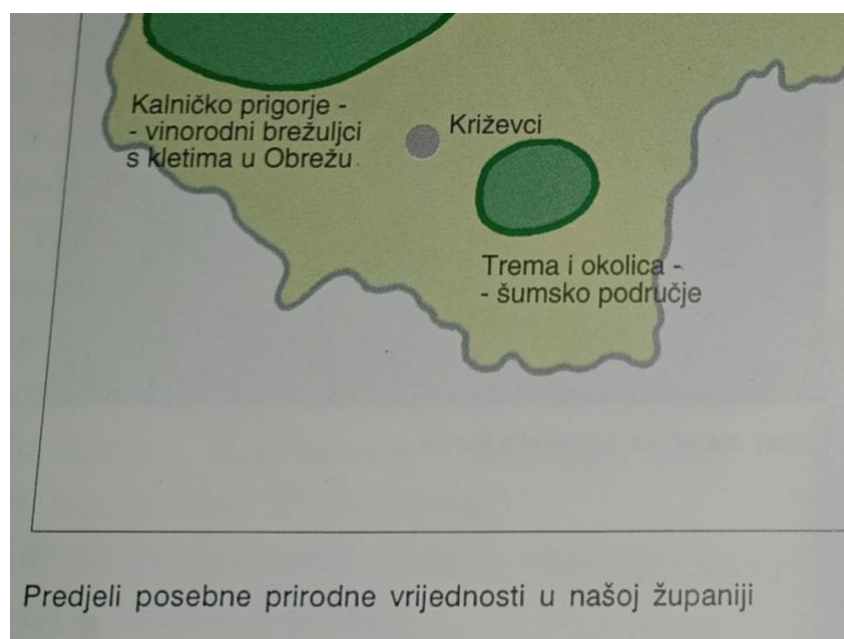 Kalničko prigorje -
- vinorodni brežuljci
s kletima u Obrežu
Križevci
Trema i okolica -
- šumsko područje
Predjeli posebne prirodne vrijednosti u našoj županiji